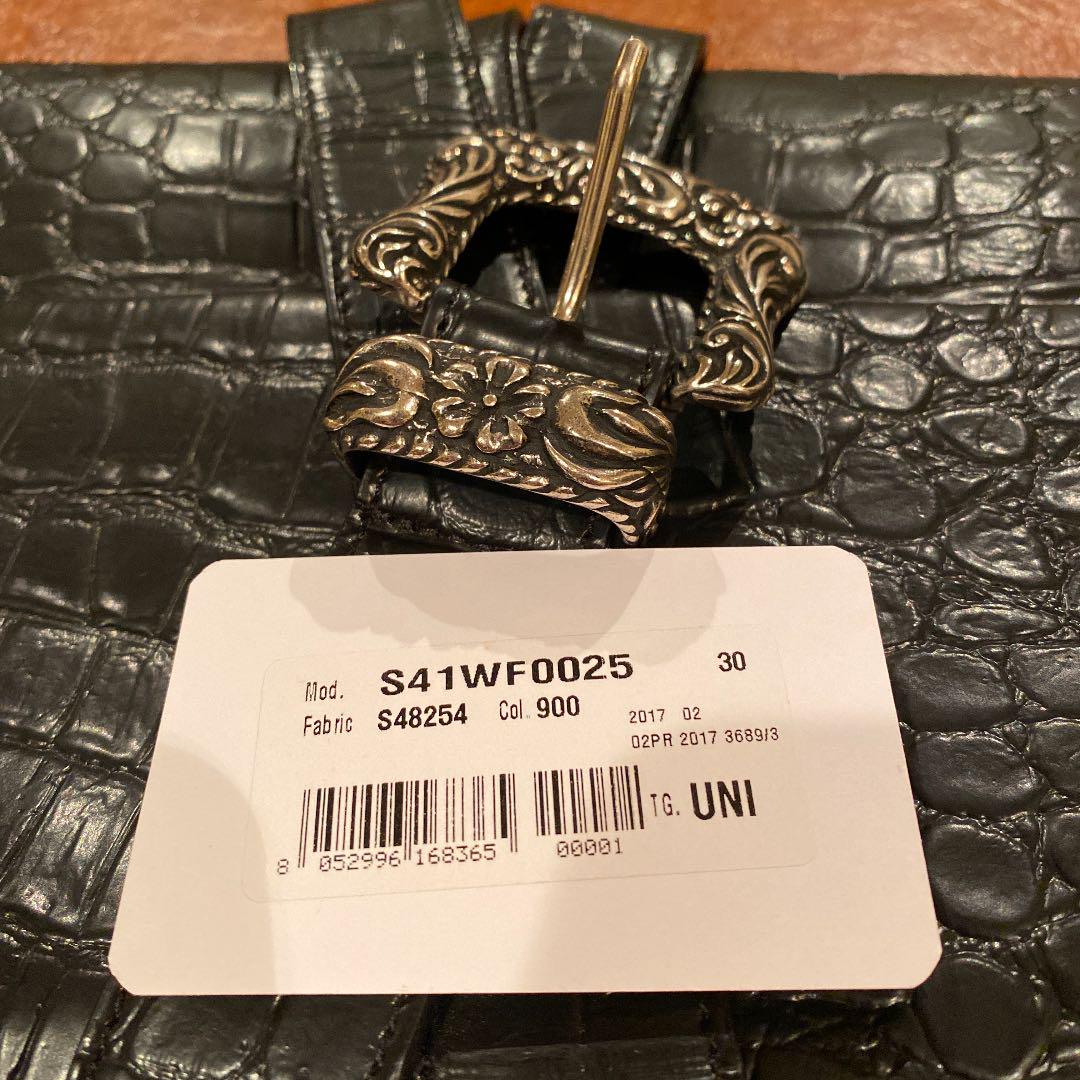 Mod. S41WF0025 30
Fabric S48254 Col. 900
2017 02
02PR 2017 3689/3
TG. UNI
8 052996 168365 00001